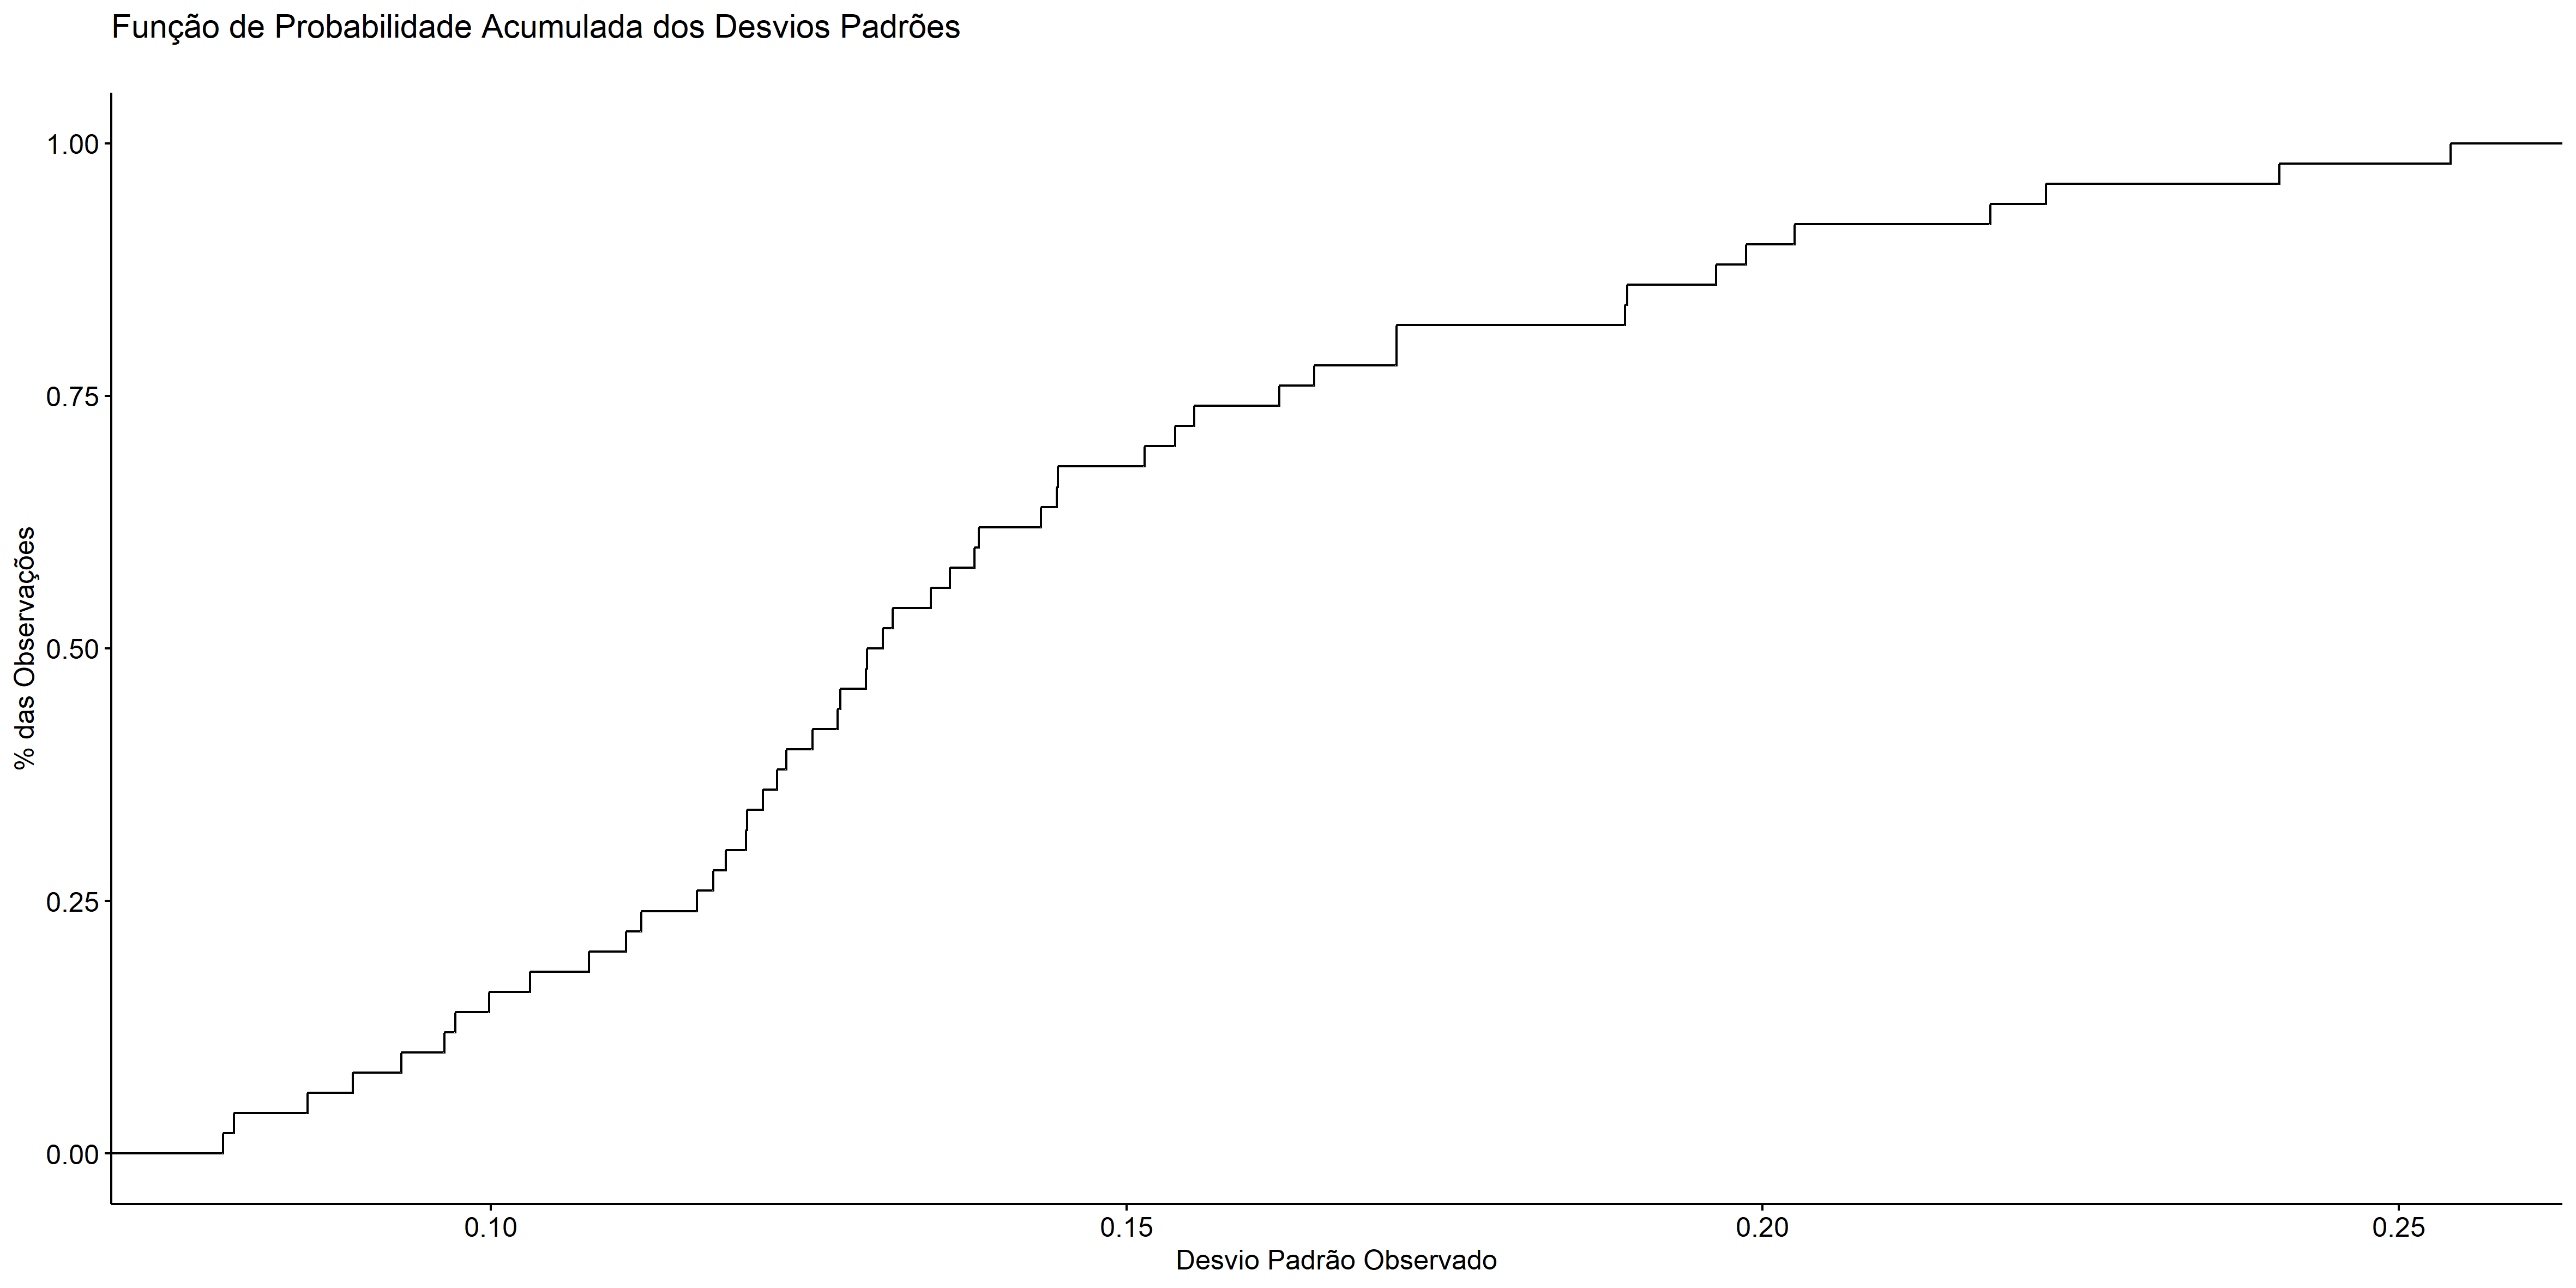 Função de Probabilidade Acumulada dos Desvios Padrões
1.00
0.75
0.50
0.25
0.00
% das Observações
0.10 0.15 0.20 0.25
Desvio Padrão Observado